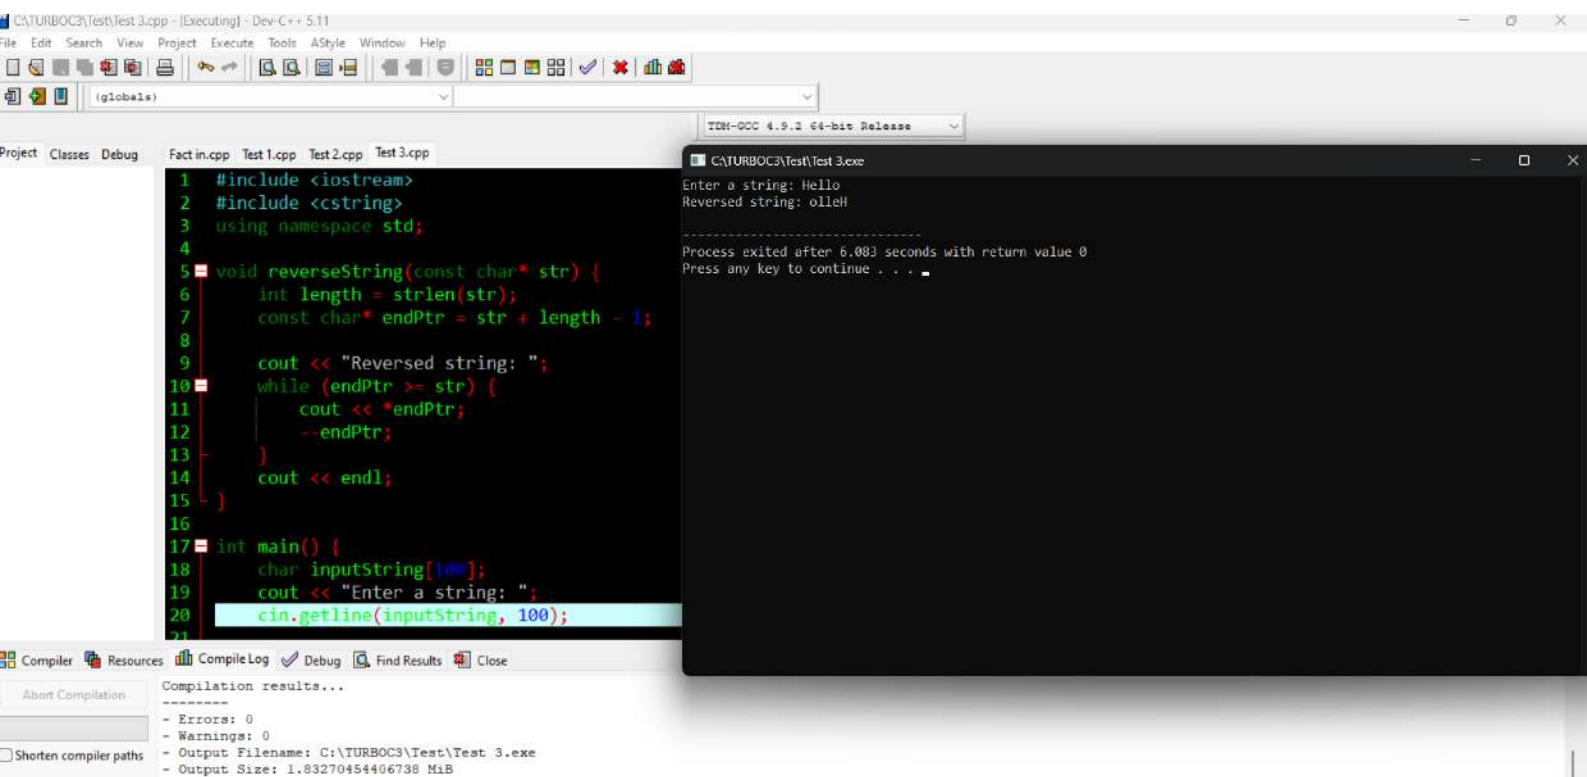 C:\TURBOC3\Test\Test 3.cpp - [Executing] - Dev-C++ 5.11
File Edit Search View Project Execute Tools AStyle Window Help
(globals)
TDM-GCC 4.9.2 64-bit Release
Project Classes Debug
Fact in.cpp Test 1.cpp Test 2.cpp Test 3.cpp
1 #include <iostream>
2 #include <cstring>
3 using namespace std;
4
5 void reverseString(const char* str) {
6 int length = strlen(str);
7 const char* endPtr = str + length - 1;
8
9 cout << "Reversed string: ";
10 while (endPtr >= str) {
11 cout << *endPtr;
12 --endPtr;
13 }
14 cout << endl;
15 }
16
17 int main() {
18 char inputString[100];
19 cout << "Enter a string: ";
20 cin.getline(inputString, 100);
21
C:\TURBOC3\Test\Test 3.exe
Enter a string: Hello
Reversed string: olleH
--------------------------------
Process exited after 6.083 seconds with return value 0
Press any key to continue . . .
Compiler Resources Compile Log Debug Find Results Close
Abort Compilation
Shorten compiler paths
Compilation results...
--------
- Errors: 0
- Warnings: 0
- Output Filename: C:\TURBOC3\Test\Test 3.exe
- Output Size: 1.83270454406738 MiB